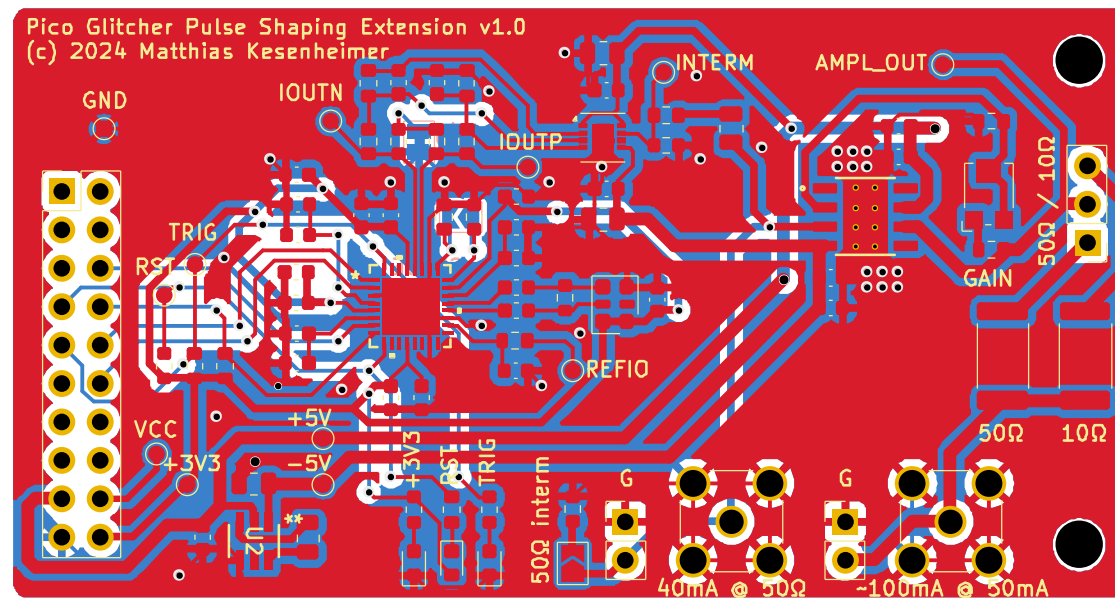 Pico Glitcher Pulse Shaping Extension v1.0
(c) 2024 Matthias Kesenheimer
INTERM
AMPL_OUT
GND
IOUTN
IOUTP
50Ω / 10Ω
TRIG
RST
*
GAIN
REFIO
+5V
VCC
50Ω
10Ω
+3V3
-5V
+3V3
RST
TRIG
50Ω interm
G
G
U2
**
40mA @ 50Ω
~100mA @ 50mA